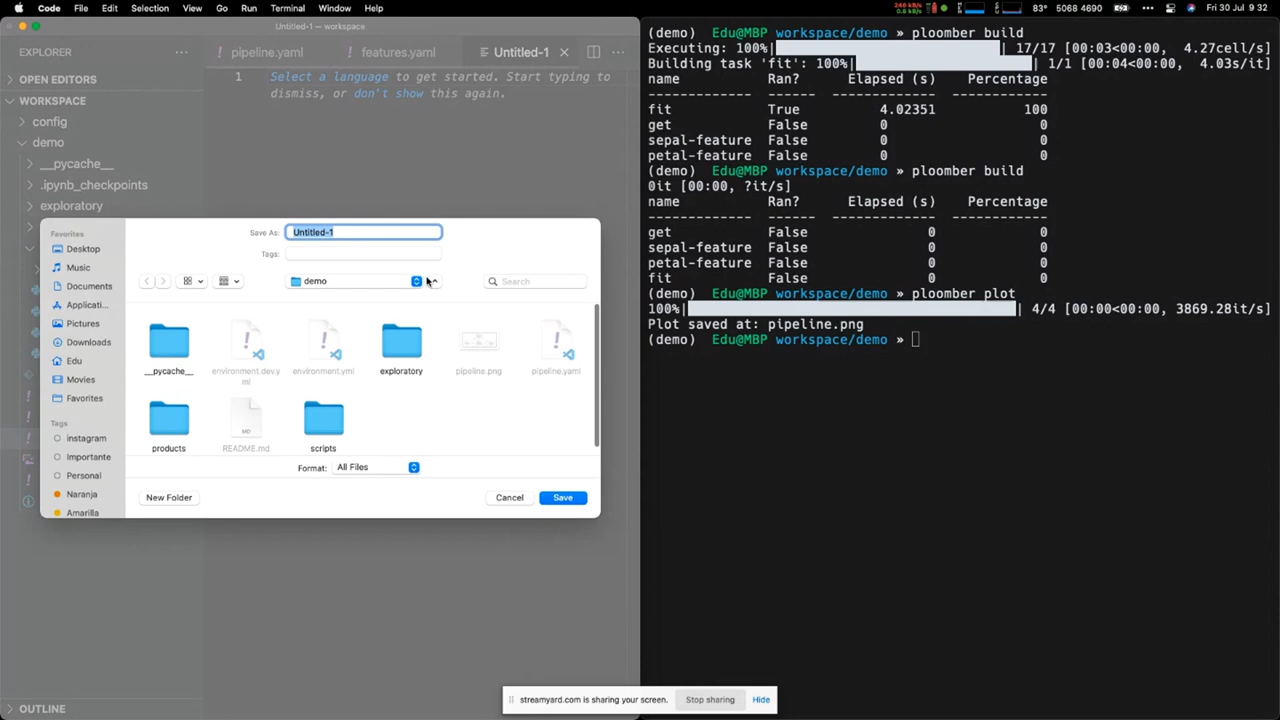 Code File Edit Selection View Go Run Terminal Window Help
246 kB/s
0.8 kB/s
83° 5068 4690 Fri 30 Jul 9:32
Untitled-1 — workspace
EXPLORER
pipeline.yaml features.yaml Untitled-1
OPEN EDITORS
WORKSPACE
config
demo
__pycache__
.ipynb_checkpoints
exploratory
OUTLINE
1 Select a language to get started. Start typing to
dismiss, or don't show this again.
Save As: Untitled-1
Tags:
demo
Search
Favorites
Desktop
Music
Documents
Applicati...
Pictures
Downloads
Edu
Movies
Favorites
Tags
instagram
Importante
Personal
Naranja
Amarilla
__pycache__
environment.dev.y
ml
environment.yml
exploratory
pipeline.png
pipeline.yaml
MD
products
README.md
scripts
Format: All Files
New Folder
Cancel
Save
(demo) Edu@MBP workspace/demo » ploomber build
Executing: 100%| | 17/17 [00:03<00:00, 4.27cell/s]
Building task 'fit': 100%| | 1/1 [00:04<00:00, 4.03s/it]
name Ran? Elapsed (s) Percentage
------------- ------ ------------- ------------
fit True 4.02351 100
get False 0 0
sepal-feature False 0 0
petal-feature False 0 0
(demo) Edu@MBP workspace/demo » ploomber build
0it [00:00, ?it/s]
name Ran? Elapsed (s) Percentage
------------- ------ ------------- ------------
get False 0 0
sepal-feature False 0 0
petal-feature False 0 0
fit False 0 0
(demo) Edu@MBP workspace/demo » ploomber plot
100%| | 4/4 [00:00<00:00, 3869.28it/s]
Plot saved at: pipeline.png
(demo) Edu@MBP workspace/demo »
streamyard.com is sharing your screen.
Stop sharing
Hide